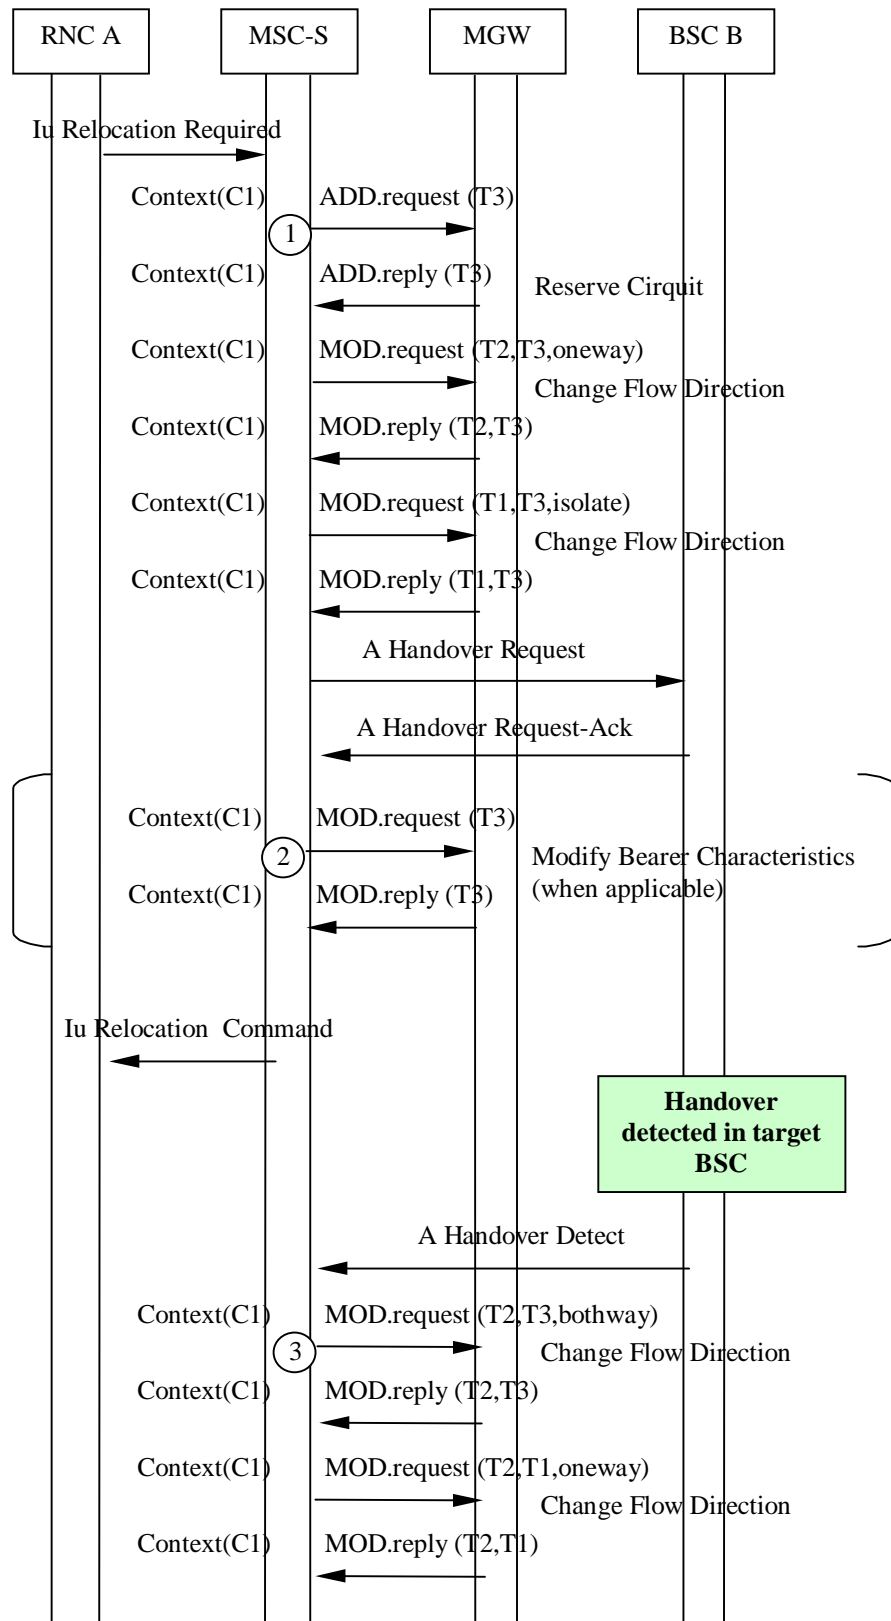 RNC A
MSC-S
MGW
BSC B
Iu Relocation Required
Context(C1) ADD.request (T3)
1
Context(C1) ADD.reply (T3)
Reserve Cirquit
Context(C1) MOD.request (T2,T3,oneway)
Change Flow Direction
Context(C1) MOD.reply (T2,T3)
Context(C1) MOD.request (T1,T3,isolate)
Change Flow Direction
Context(C1) MOD.reply (T1,T3)
A Handover Request
A Handover Request-Ack
Context(C1) MOD.request (T3)
2
Modify Bearer Characteristics
(when applicable)
Context(C1) MOD.reply (T3)
Iu Relocation Command
Handover
detected in target
BSC
A Handover Detect
Context(C1) MOD.request (T2,T3,bothway)
3
Change Flow Direction
Context(C1) MOD.reply (T2,T3)
Context(C1) MOD.request (T2,T1,oneway)
Change Flow Direction
Context(C1) MOD.reply (T2,T1)